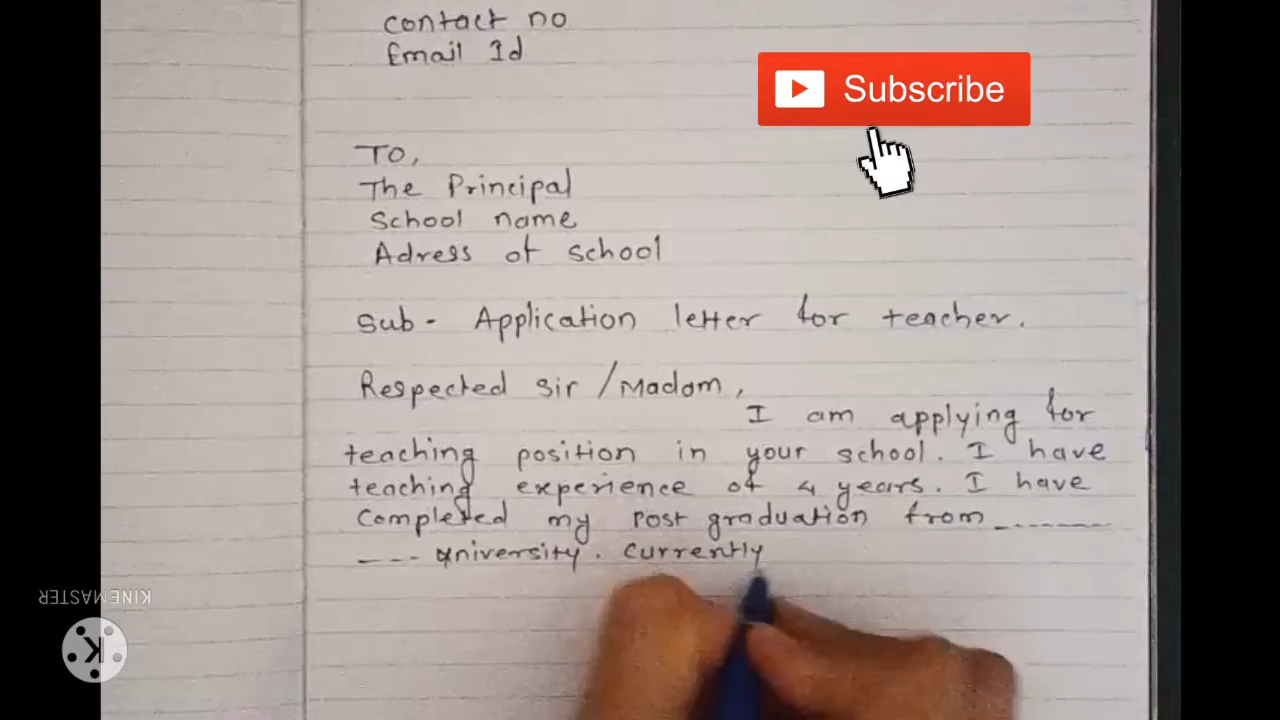 contact no
Email Id
Subscribe
To,
The Principal
School name
Adress of school
Sub - Application letter for teacher.
Respected Sir / Madam,
I am applying for
teaching position in your school. I have
teaching experience of 4 years. I have
completed my post graduation from -------
---- university. Currently
KINEMASTER
K